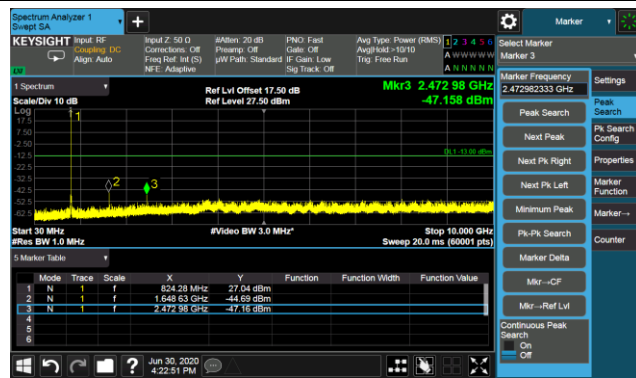 Spectrum Analyzer 1
Swept SA
Marker
KEYSIGHT Input: RF
Coupling: DC
Align: Auto
Input Z: 50 Ω
Corrections: Off
Freq Ref: Int (S)
NFE: Adaptive
#Atten: 20 dB
Preamp: Off
µW Path: Standard
PNO: Fast
Gate: Off
IF Gain: Low
Sig Track: Off
Avg Type: Power (RMS)
Avg|Hold:>10/10
Trig: Free Run
1 2 3 4 5 6
A W W W W W
A N N N N N
Select Marker
Marker 3
LV
1 Spectrum
Scale/Div 10 dB
Ref Lvl Offset 17.50 dB
Ref Level 27.50 dBm
Mkr3 2.472 98 GHz
-47.158 dBm
Log
17.5
7.50
-2.50
-12.5
-22.5
-32.5
-42.5
-52.5
-62.5
1
2
3
DL1 -13.00 dBm
Start 30 MHz
#Res BW 1.0 MHz
#Video BW 3.0 MHz*
Stop 10.000 GHz
Sweep 20.0 ms (60001 pts)
5 Marker Table
Mode Trace Scale X Y Function Function Width Function Value
1 N 1 f 824.28 MHz 27.04 dBm
2 N 1 f 1.648 63 GHz -44.69 dBm
3 N 1 f 2.472 98 GHz -47.16 dBm
4
5
6
Marker Frequency
2.472982333 GHz
Peak Search
Next Peak
Next Pk Right
Next Pk Left
Minimum Peak
Pk-Pk Search
Marker Delta
Mkr→CF
Mkr→Ref Lvl
Continuous Peak
Search
On
Off
Settings
Peak
Search
Pk Search
Config
Properties
Marker
Function
Marker→
Counter
?
Jun 30, 2020
4:22:51 PM